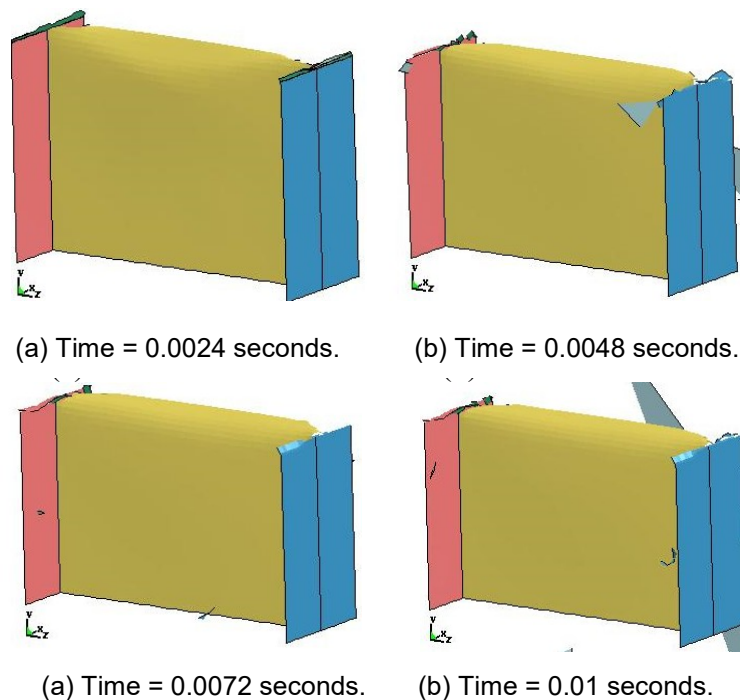 Y
X
Z
Y
X
Z
(a) Time = 0.0024 seconds.
(b) Time = 0.0048 seconds.
Y
X
Z
Y
X
Z
(a) Time = 0.0072 seconds.
(b) Time = 0.01 seconds.